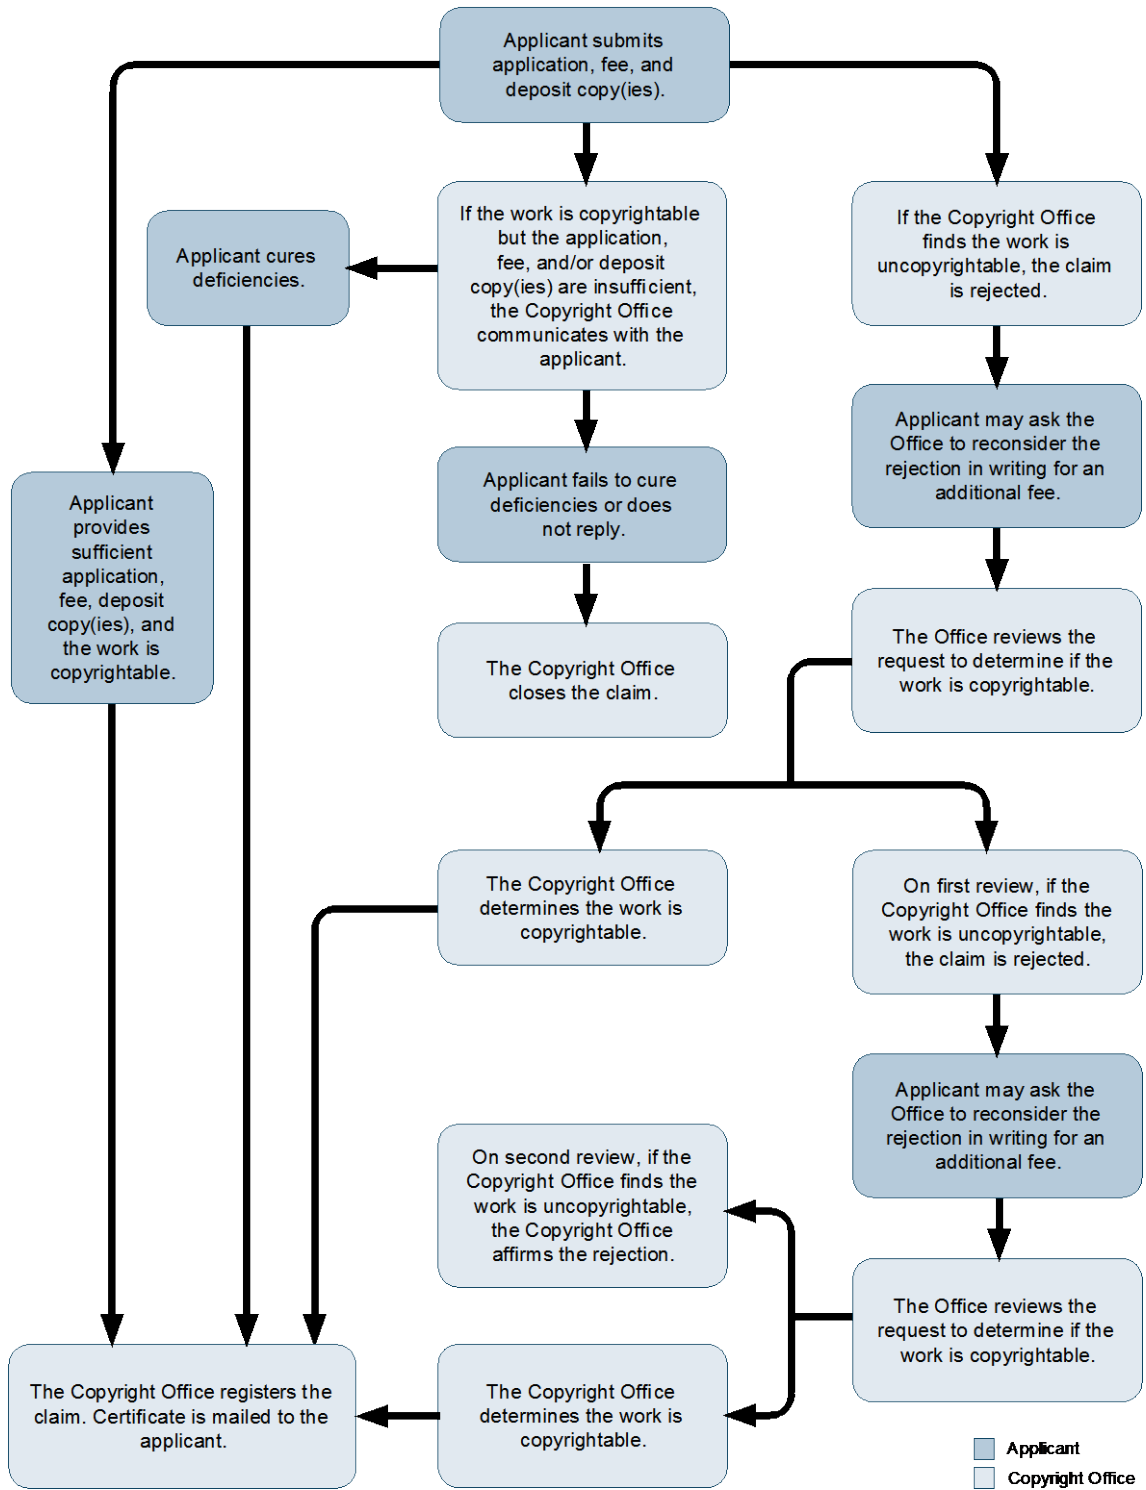 Applicant submits
application, fee, and
deposit copy(ies).
If the work is copyrightable
but the application,
fee, and/or deposit
copy(ies) are insufficient,
the Copyright Office
communicates with the
applicant.
If the Copyright Office
finds the work is
uncopyrightable, the claim
is rejected.
Applicant cures
deficiencies.
Applicant may ask the
Office to reconsider the
rejection in writing for an
additional fee.
Applicant fails to cure
deficiencies or does
not reply.
Applicant
provides
sufficient
application,
fee, deposit
copy(ies), and
the work is
copyrightable.
The Office reviews the
request to determine if the
work is copyrightable.
The Copyright Office
closes the claim.
The Copyright Office
determines the work is
copyrightable.
On first review, if the
Copyright Office finds the
work is uncopyrightable,
the claim is rejected.
Applicant may ask the
Office to reconsider the
rejection in writing for an
additional fee.
On second review, if the
Copyright Office finds the
work is uncopyrightable,
the Copyright Office
affirms the rejection.
The Office reviews the
request to determine if the
work is copyrightable.
The Copyright Office registers the
claim. Certificate is mailed to the
applicant.
The Copyright Office
determines the work is
copyrightable.
Applicant
Copyright Office